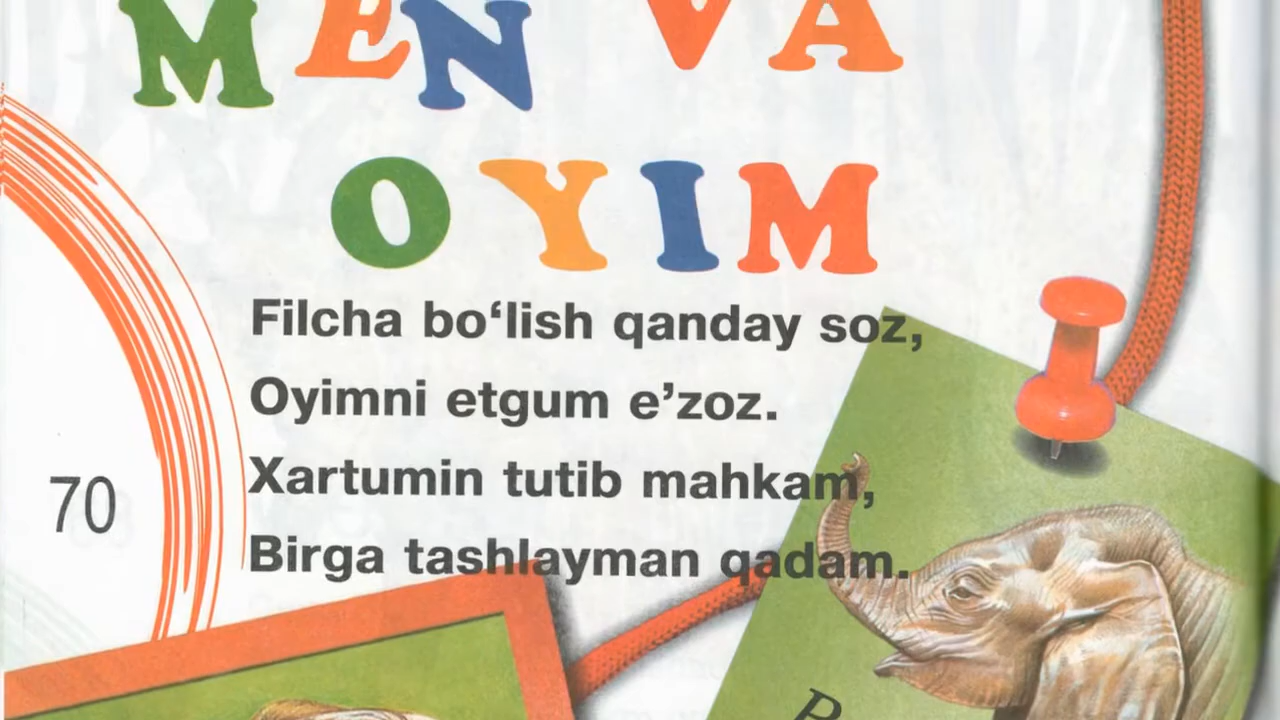 MEN VA
OYIM
Filcha bo‘lish qanday soz,
Oyimni etgum e’zoz.
Xartumin tutib mahkam,
Birga tashlayman qadam.
70